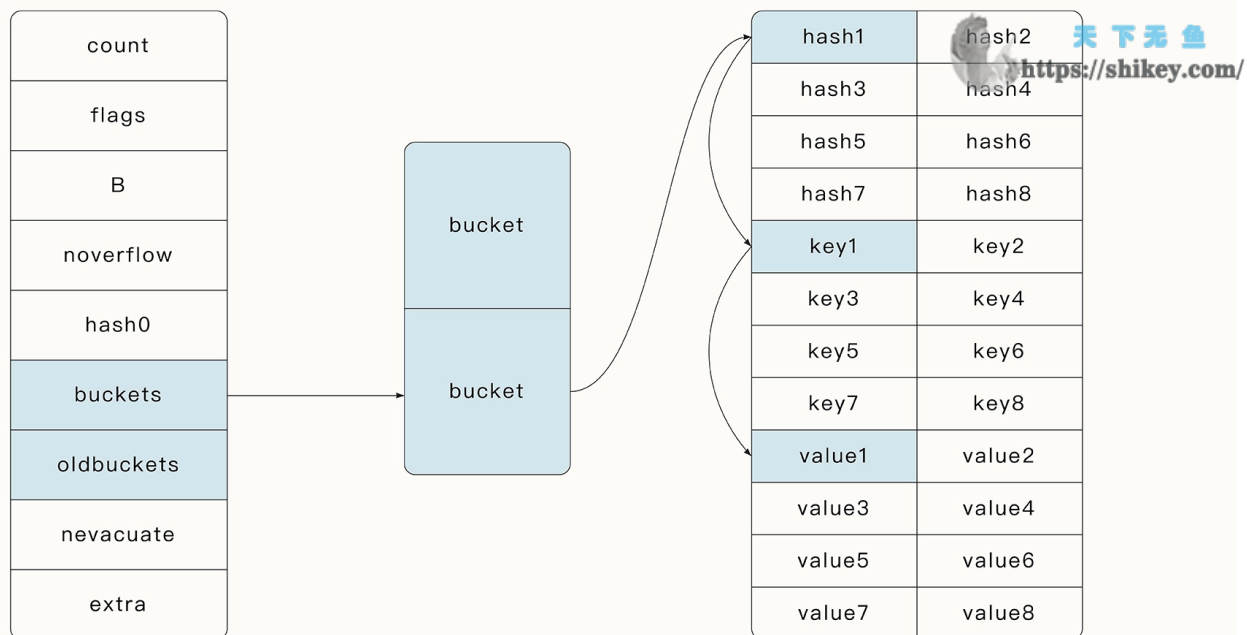 count
flags
B
noverflow
hash0
buckets
oldbuckets
nevacuate
extra
bucket
bucket
hash1 hash2
hash3 hash4
hash5 hash6
hash7 hash8
key1 key2
key3 key4
key5 key6
key7 key8
value1 value2
value3 value4
value5 value6
value7 value8
天下无鱼
https://shikey.com/